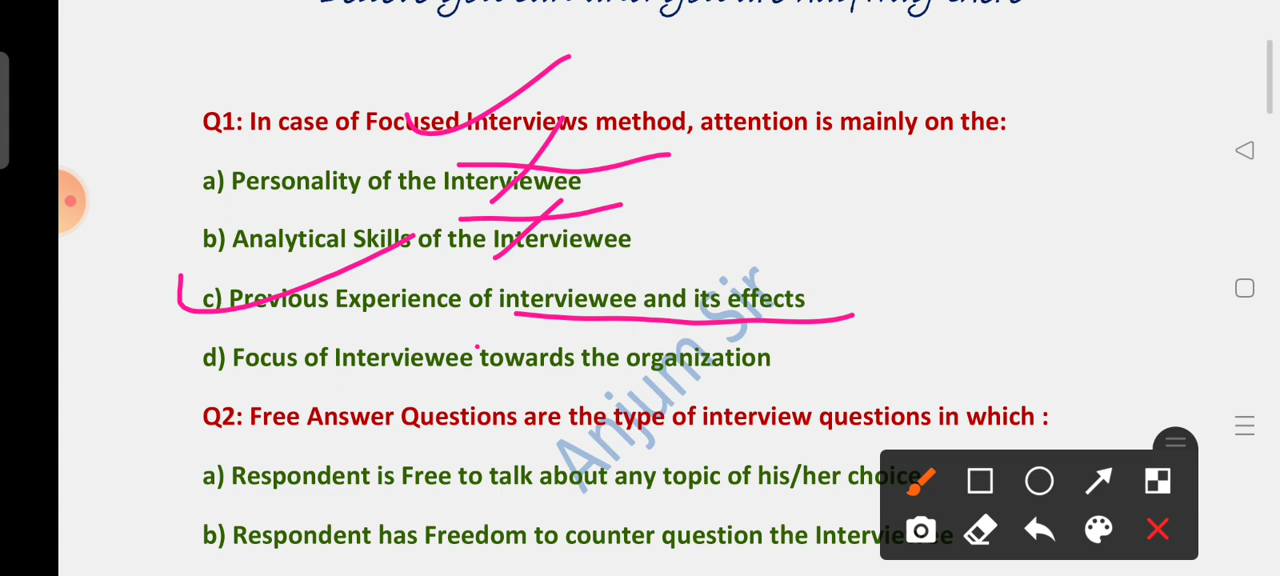 Q1: In case of Focused Interviews method, attention is mainly on the:
a) Personality of the Interviewee
b) Analytical Skills of the Interviewee
c) Previous Experience of interviewee and its effects
d) Focus of Interviewee towards the organization
Q2: Free Answer Questions are the type of interview questions in which :
a) Respondent is Free to talk about any topic of his/her choice
b) Respondent has Freedom to counter question the Interviewee
Anjum Sir